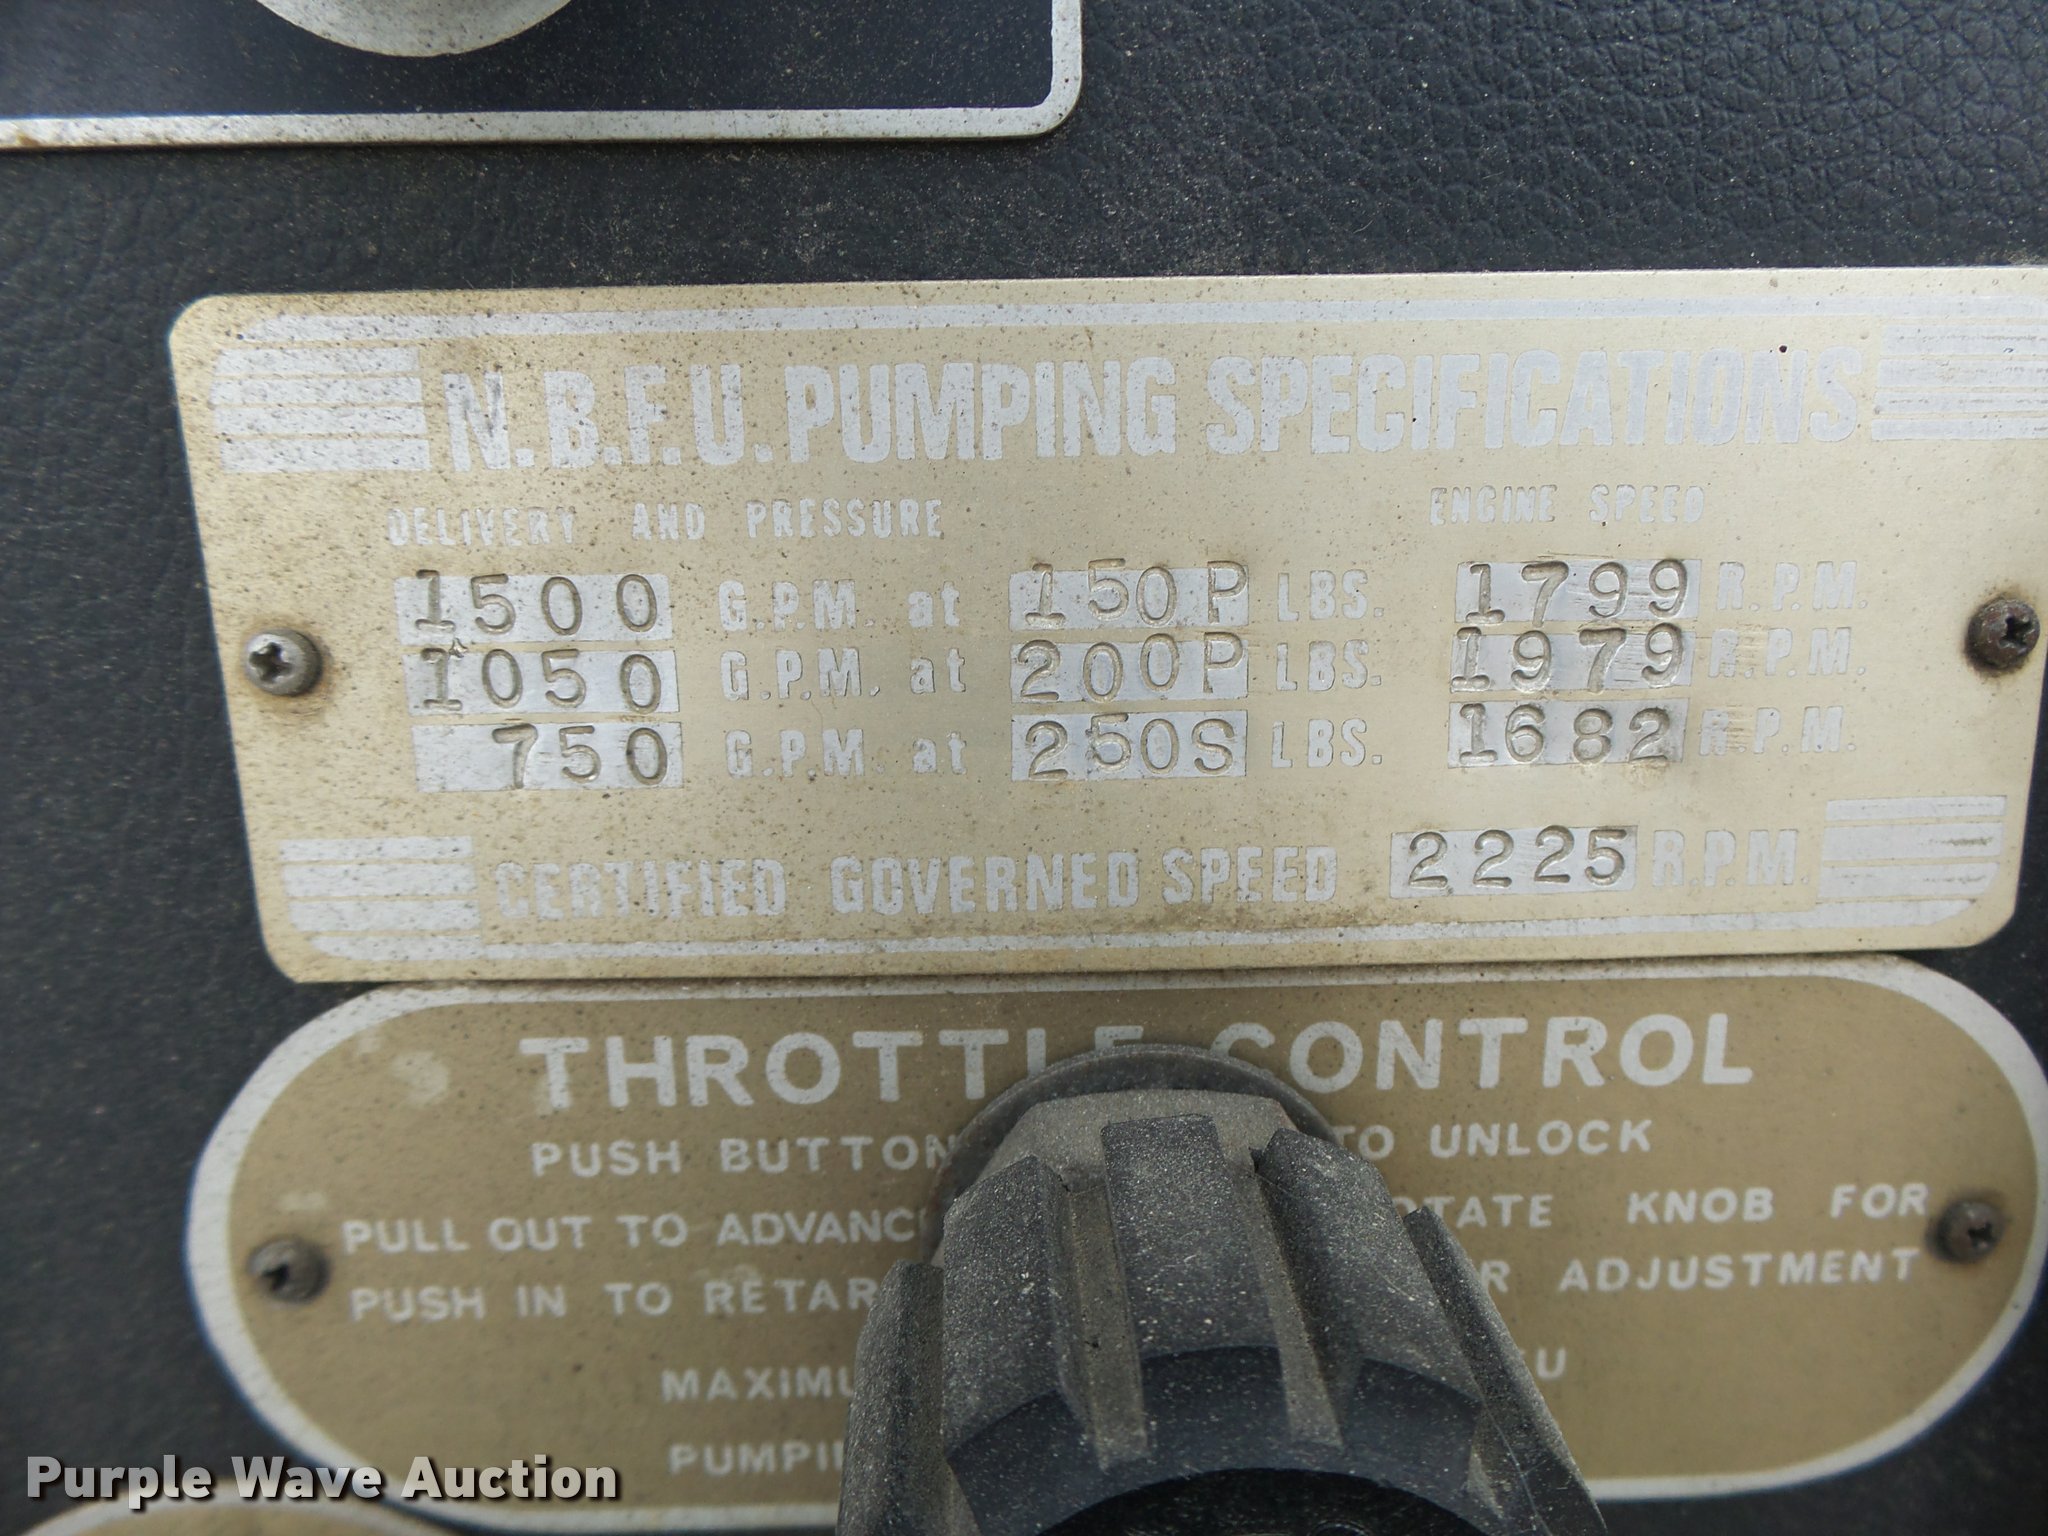 N.B.F.U. PUMPING SPECIFICATIONS
DELIVERY AND PRESSURE ENGINE SPEED
1500 G.P.M. at 150P LBS. 1799 R.P.M.
1050 G.P.M. at 200P LBS. 1979 R.P.M.
750 G.P.M. at 250S LBS. 1682 R.P.M.
CERTIFIED GOVERNED SPEED 2225 R.P.M.
THROTTLE CONTROL
PUSH BUTTON TO UNLOCK
PULL OUT TO ADVANC OTATE KNOB FOR
PUSH IN TO RETAR R ADJUSTMENT
MAXIMU
PUMPIN
Purple Wave Auction